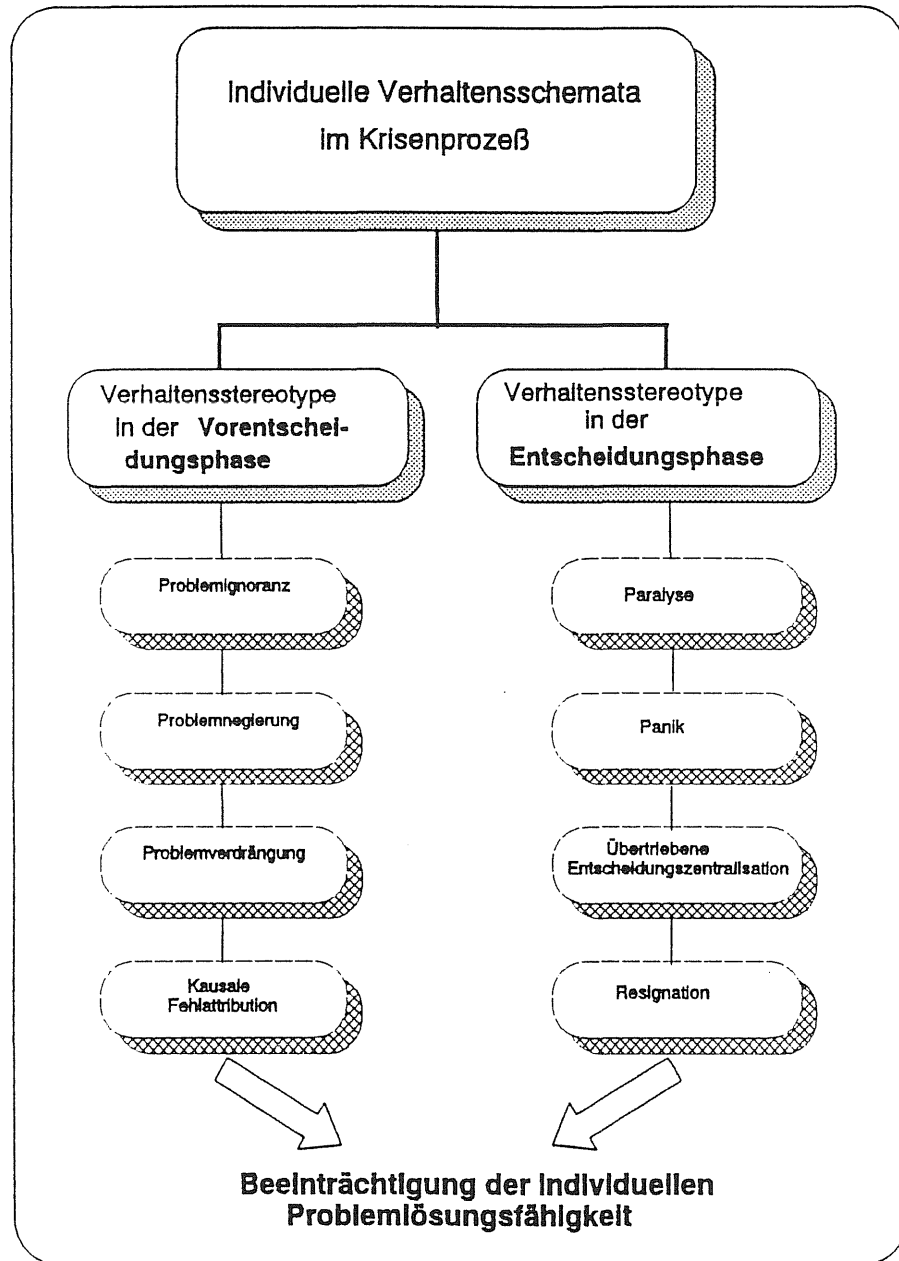 Individuelle Verhaltensschemata
im Krisenprozeß
Verhaltensstereotype
in der Vorentschei-
dungsphase
Verhaltensstereotype
in der
Entscheidungsphase
Problemignoranz
Problemnegierung
Problemverdrängung
Kausale
Fehlattribution
Paralyse
Panik
Übertriebene
Entscheidungszentralisation
Resignation
Beeinträchtigung der individuellen
Problemlösungsfähigkeit